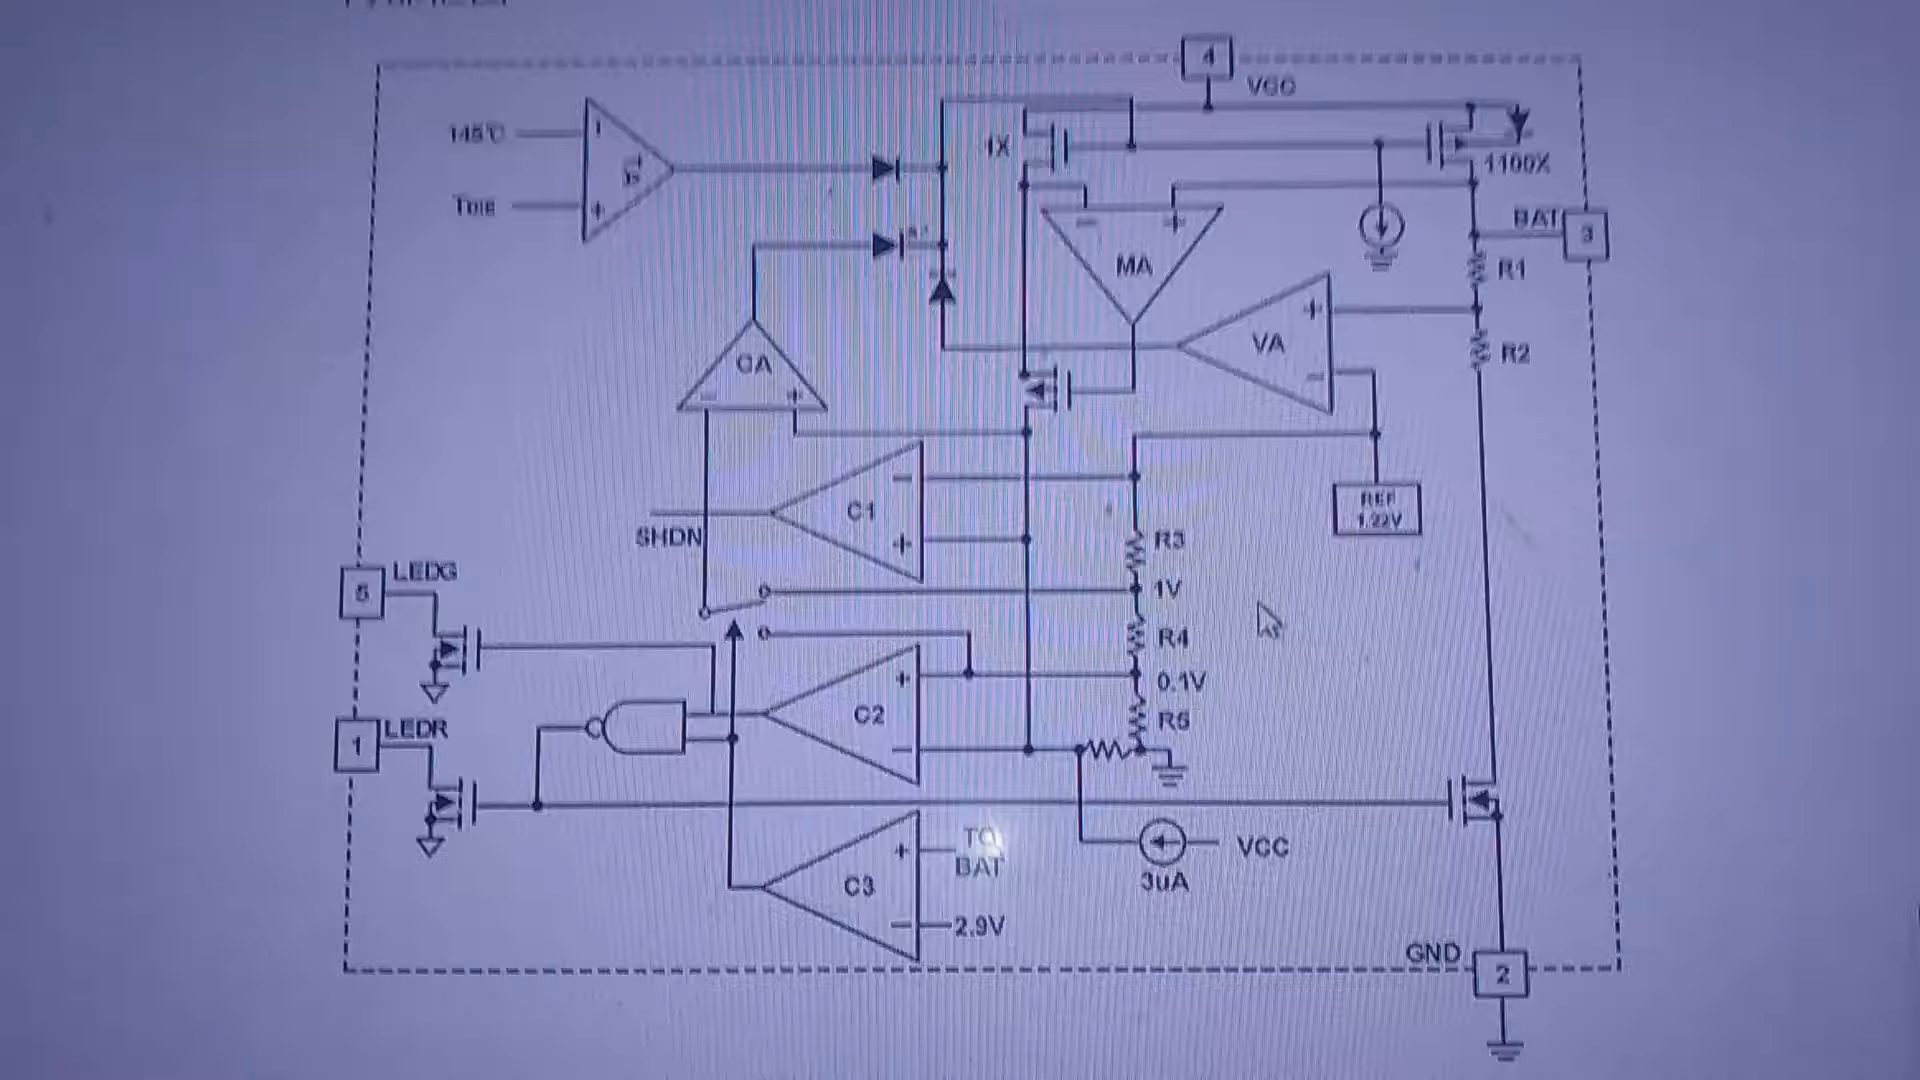 4
VCC
145℃
1X
1100X
TDIE
TA
BAT
3
MA
R1
VA
R2
CA
REF
1.22V
C1
SHDN
R3
1V
LEDG
5
R4
0.1V
C2
R5
LEDR
1
VCC
3uA
TO
BAT
C3
2.9V
GND
2